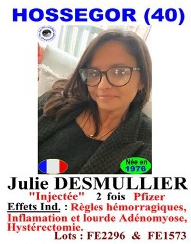 HOSSEGOR (40)
Née en
1976
Julie DESMULLIER
"Injectée" 2 fois Pfizer
Effets Ind. : Règles hémorragiques,
Inflamation et lourde Adénomyose,
Hystérectomie.
Lots : FE2296 & FE1573